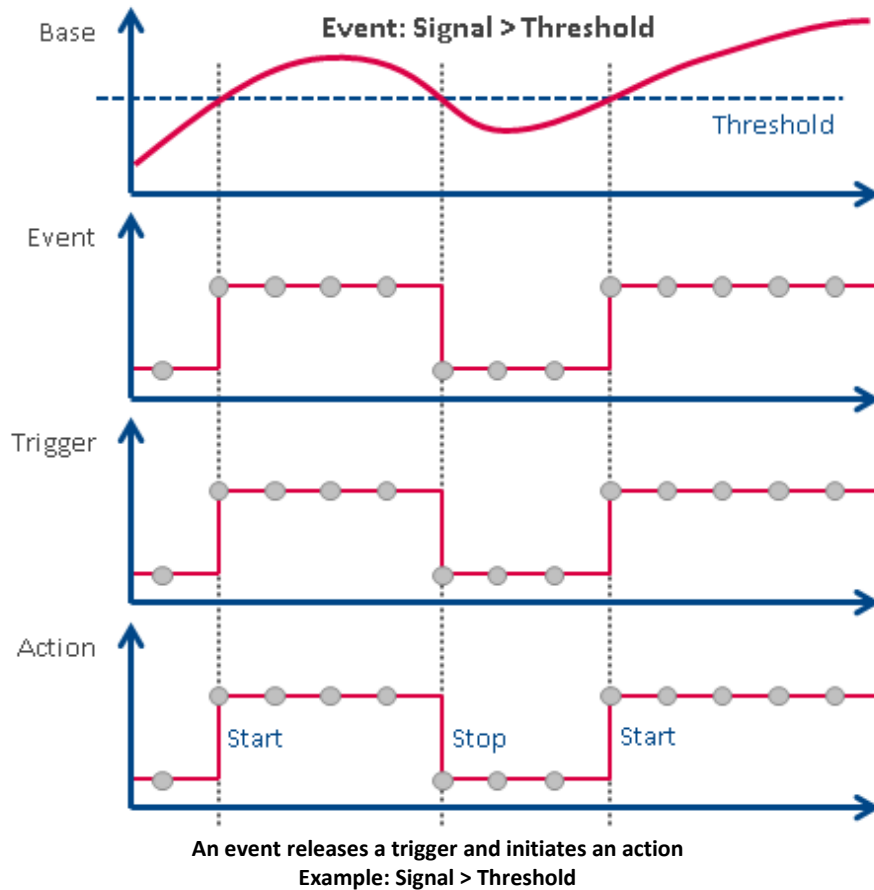 Base
Event: Signal > Threshold
Threshold
Event
Trigger
Action
Start
Stop
Start
An event releases a trigger and initiates an action
Example: Signal > Threshold